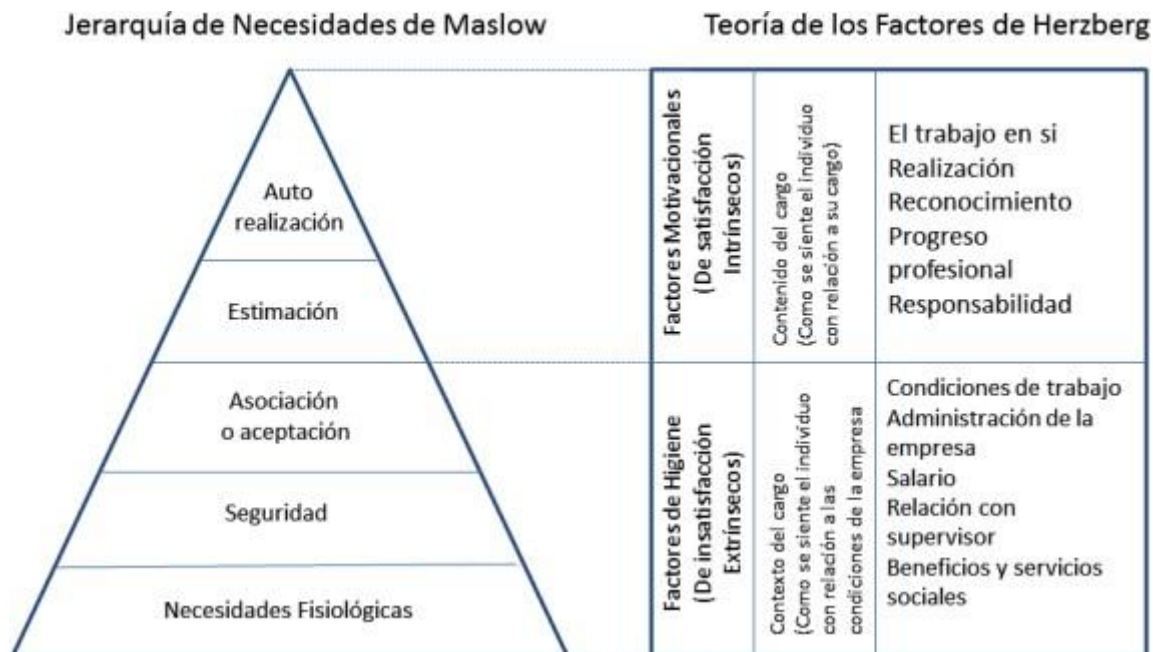 Jerarquía de Necesidades de Maslow
Teoría de los Factores de Herzberg
Auto
realización
Estimación
Asociación
o aceptación
Seguridad
Necesidades Fisiológicas
Factores Motivacionales
(De satisfacción
Intrínsecos)
Contenido del cargo
(Como se siente el individuo
con relación a su cargo)
El trabajo en si
Realización
Reconocimiento
Progreso
profesional
Responsabilidad
Factores de Higiene
(De insatisfacción
Extrínsecos)
Contexto del cargo
(Como se siente el indivíduo
con relación a las
condiciones de la empresa
Condiciones de trabajo
Administración de la
empresa
Salario
Relación con
supervisor
Beneficios y servicios
sociales